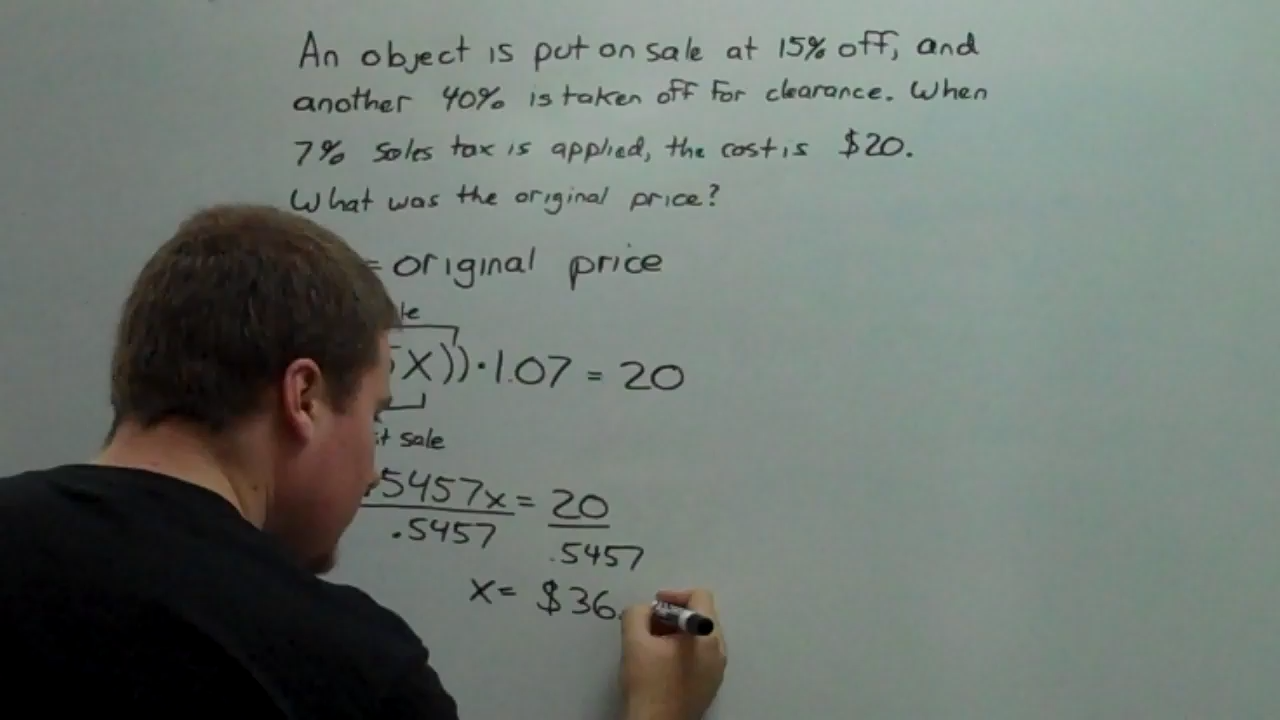 An object is put on sale at 15% off, and
another 40% is taken off for clearance. When
7% sales tax is applied, the cost is $20.
What was the original price?
= original price
le
x))·1.07 = 20
it sale
.5457x = 20
.5457 .5457
x = $36.